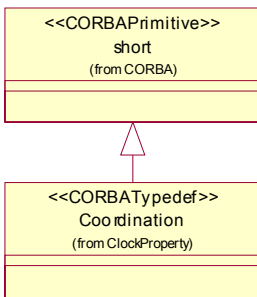 <<CORBAPrimitive>>
short
(from CORBA)
<<CORBATypedef>>
Coordination
(from ClockProperty)